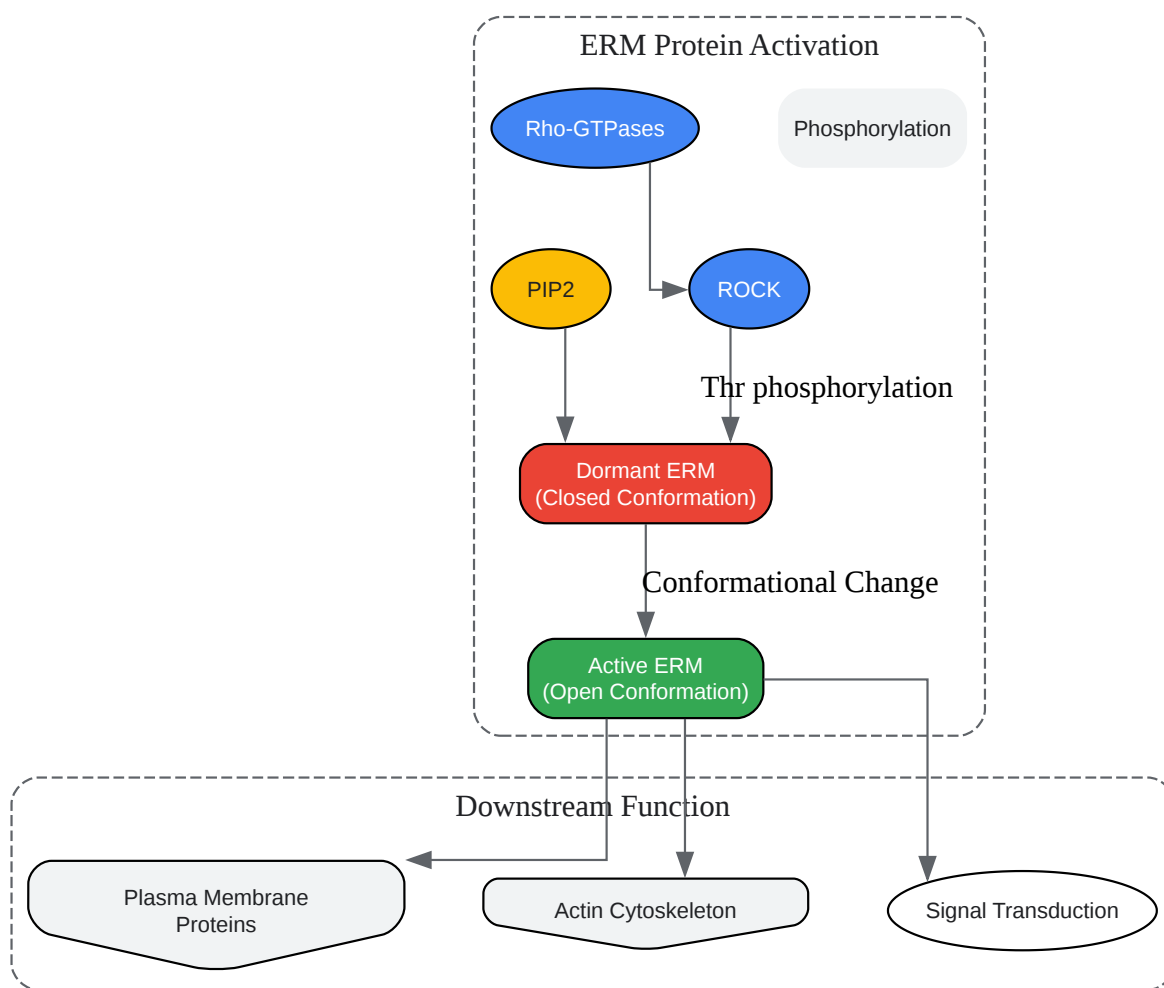 ERM Protein Activation
Rho-GTPases
Phosphorylation
PIP2
ROCK
Thr phosphorylation
Dormant ERM
(Closed Conformation)
Conformational Change
Active ERM
(Open Conformation)
Downstream Function
Plasma Membrane
Proteins
Actin Cytoskeleton
Signal Transduction